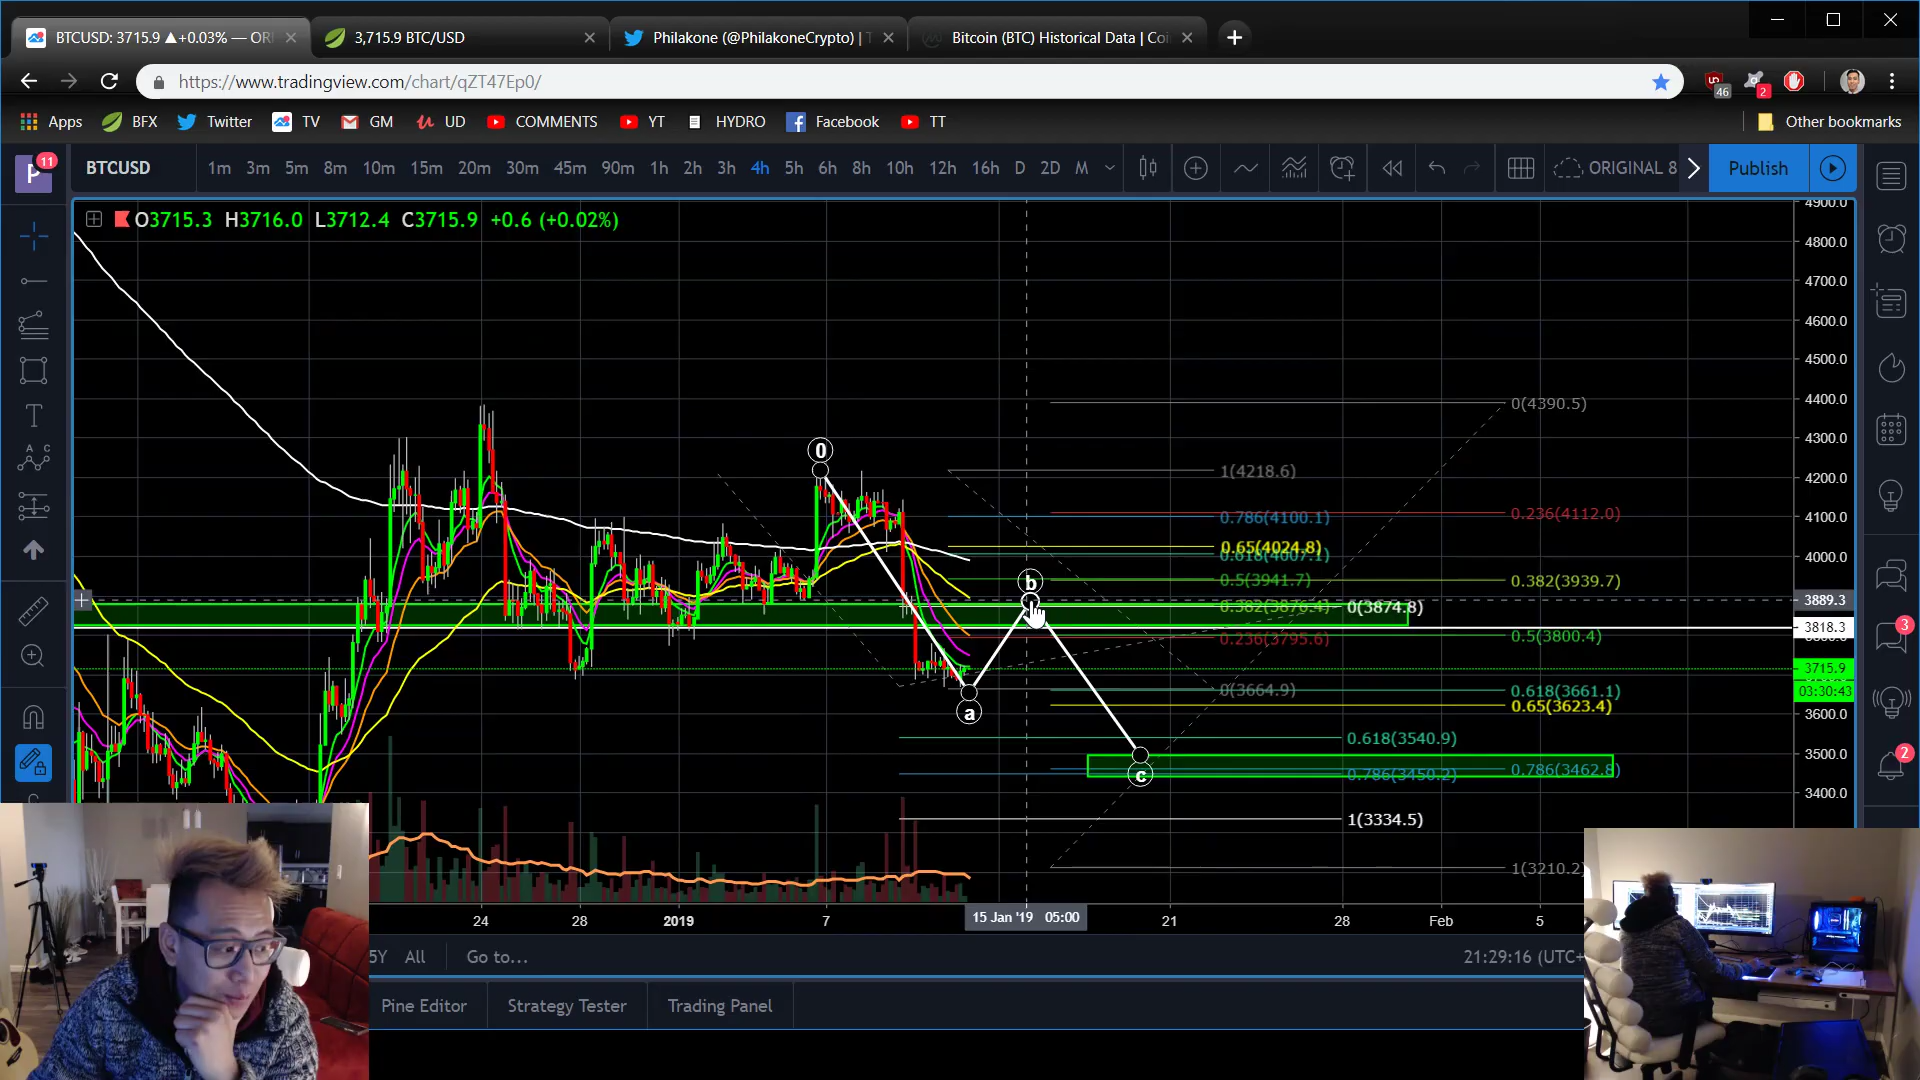 BTCUSD: 3715.9 ▲+0.03% — ORI
3,715.9 BTC/USD
Philakone (@PhilakoneCrypto) | T
Bitcoin (BTC) Historical Data | Coi
https://www.tradingview.com/chart/qZT47Ep0/
46
2
Apps BFX Twitter TV GM UD COMMENTS YT HYDRO Facebook TT Other bookmarks
P 11 BTCUSD 1m 3m 5m 8m 10m 15m 20m 30m 45m 90m 1h 2h 3h 4h 5h 6h 8h 10h 12h 16h D 2D M ORIGINAL 8 Publish
O3715.3 H3716.0 L3712.4 C3715.9 +0.6 (+0.02%)
4900.0
4800.0
4700.0
4600.0
4500.0
4400.0
4300.0
4200.0
4100.0
4000.0
3889.3
3818.3
3715.9
03:30:43
3600.0
3500.0
3400.0
0(4390.5)
1(4218.6)
0.236(4112.0)
0.786(4100.1)
0.65(4024.8)
0.5(3941.7)
0.382(3939.7)
0.382(3876.4)
0(3874.8)
0.236(3795.6)
0.5(3800.4)
0(3664.9)
0.618(3661.1)
0.65(3623.4)
0.618(3540.9)
0.786(3450.2)
0.786(3462.8)
1(3334.5)
1(3210.2)
0
a
b
c
3
2
24 28 2019 7 15 Jan '19 05:00 21 28 Feb 5
5Y All Go to... 21:29:16 (UTC+
Pine Editor Strategy Tester Trading Panel